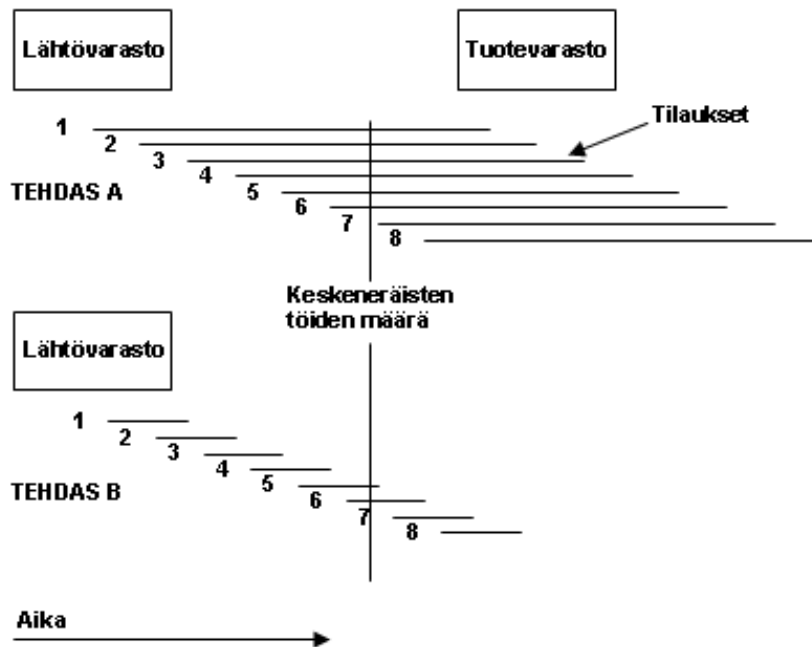 Lähtövarasto
Tuotevarasto
Tilaukset
1
2
3
4
TEHDAS A
5
6
7
8
Keskeneräisten
töiden määrä
Lähtövarasto
1
2
3
4
TEHDAS B
5
6
7
8
Aika